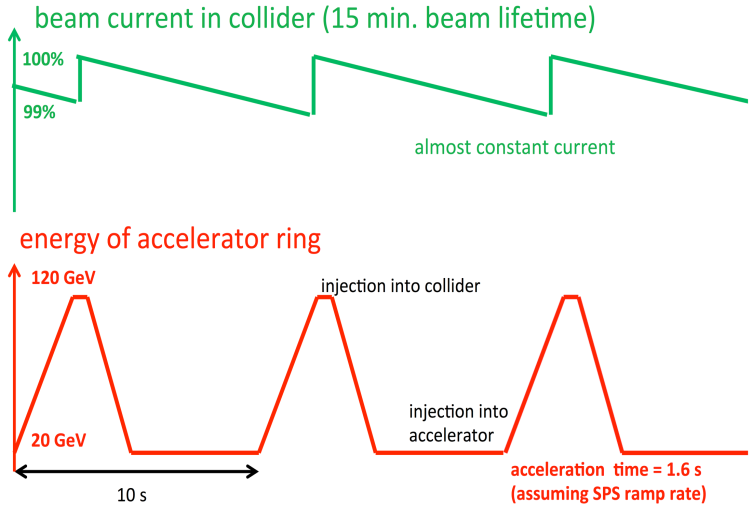 beam current in collider (15 min. beam lifetime)
100%
99%
almost constant current
energy of accelerator ring
120 GeV
injection into collider
injection into
accelerator
20 GeV
acceleration time = 1.6 s
(assuming SPS ramp rate)
10 s